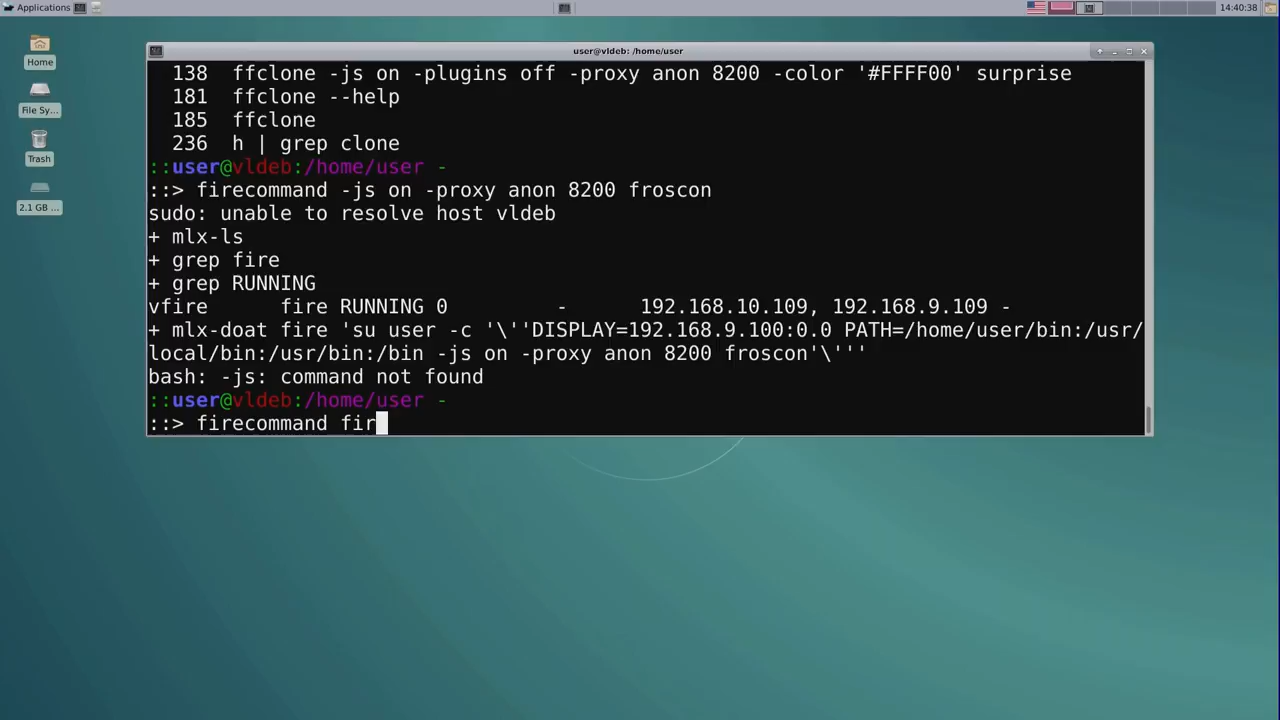 Applications
14:40:38
Home
File Sy...
Trash
2.1 GB ...
user@vldeb: /home/user
138 ffclone -js on -plugins off -proxy anon 8200 -color '#FFFF00' surprise
181 ffclone --help
185 ffclone
236 h | grep clone
::user@vldeb:/home/user -
::> firecommand -js on -proxy anon 8200 froscon
sudo: unable to resolve host vldeb
+ mlx-ls
+ grep fire
+ grep RUNNING
vfire fire RUNNING 0 - 192.168.10.109, 192.168.9.109 -
+ mlx-doat fire 'su user -c '\''DISPLAY=192.168.9.100:0.0 PATH=/home/user/bin:/usr/
local/bin:/usr/bin:/bin -js on -proxy anon 8200 froscon'\'''
bash: -js: command not found
::user@vldeb:/home/user -
::> firecommand fir